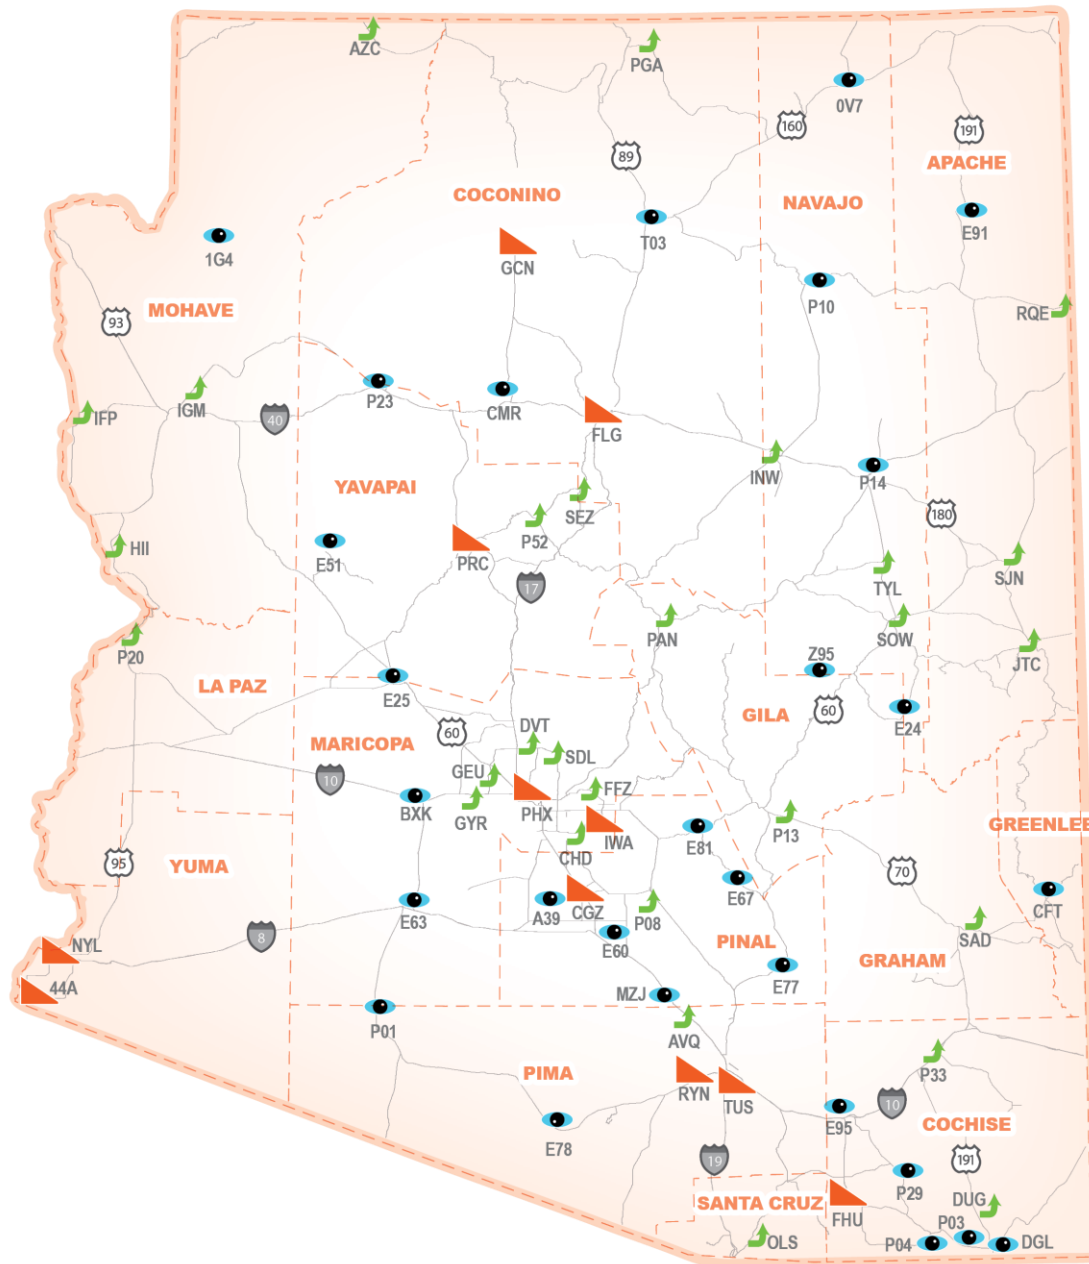 AZC
PGA
0V7
160
191
89
APACHE
COCONINO
NAVAJO
E91
T03
1G4
GCN
P10
MOHAVE
RQE
93
P23
CMR
IGM
IFP
40
FLG
INW
P14
YAVAPAI
SEZ
180
P52
HII
E51
PRC
SJN
17
TYL
PAN
SOW
P20
Z95
JTC
LA PAZ
E25
GILA
60
E24
60
DVT
MARICOPA
SDL
GEU
10
FFZ
BXK
GYR
PHX
P13
GREENLEE
IWA
E81
CHD
95
YUMA
70
E67
CFT
E63
A39
CGZ
P08
8
SAD
NYL
E60
PINAL
GRAHAM
E77
44A
MZJ
P01
AVQ
PIMA
P33
RYN
TUS
10
E95
COCHISE
E78
19
191
P29
DUG
SANTA CRUZ
FHU
P03
OLS
P04
DGL